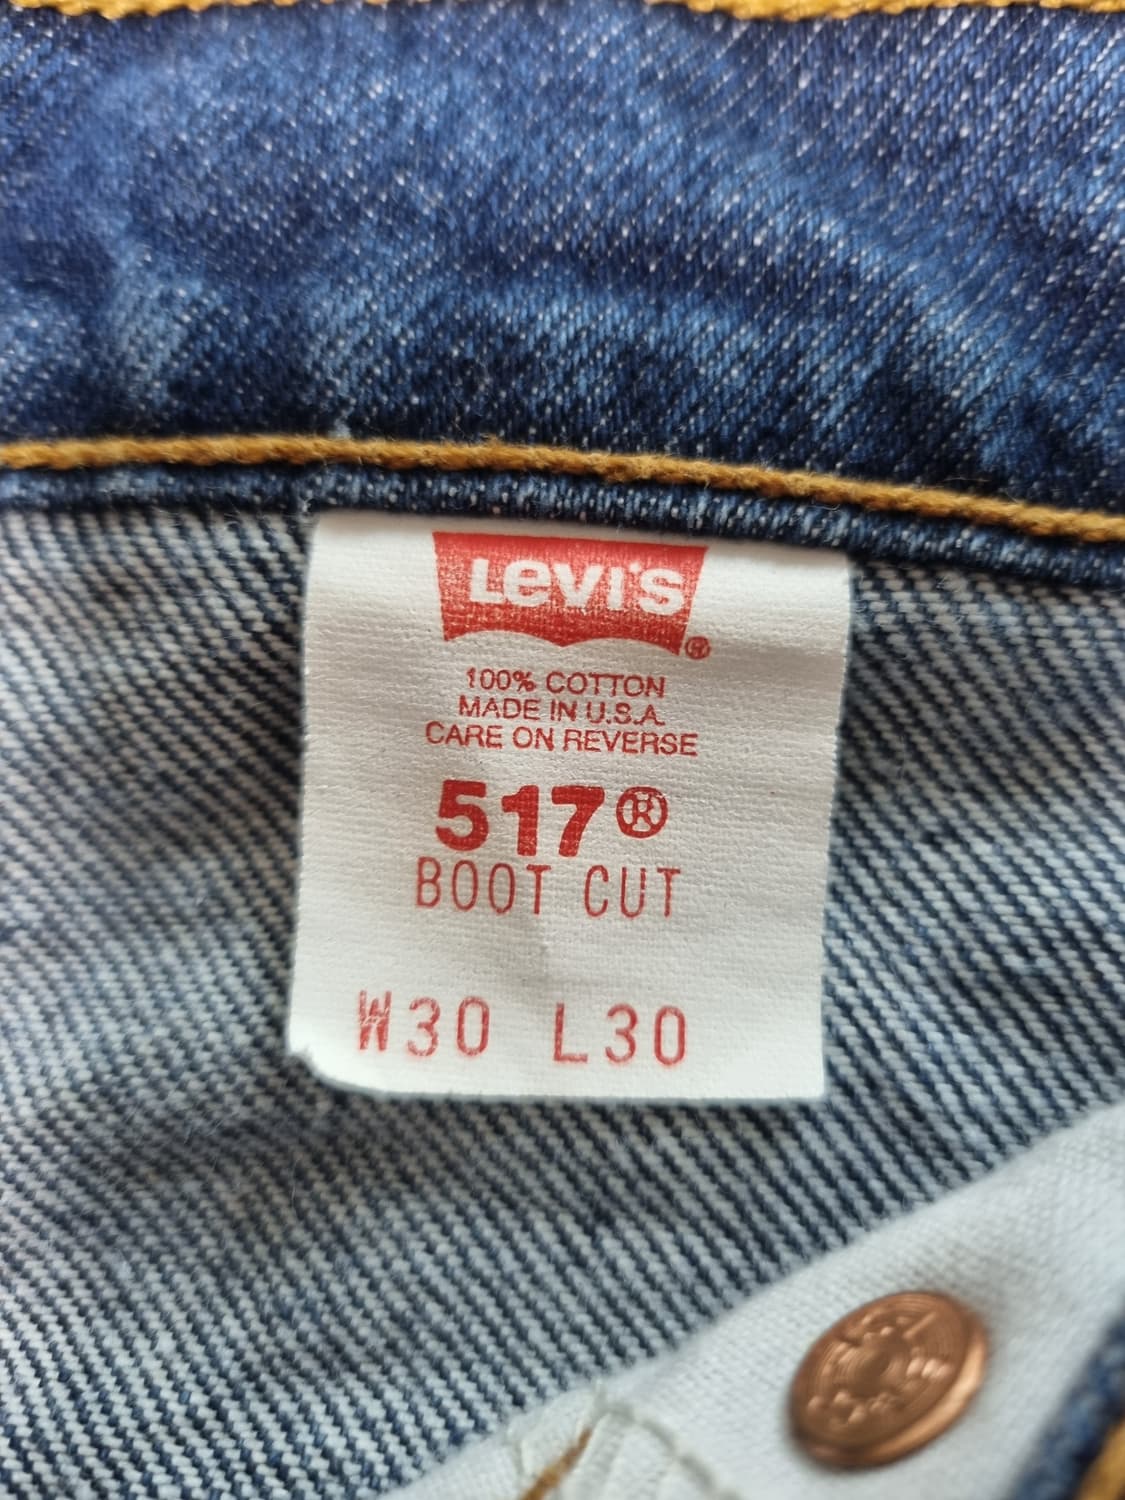 Levi's
®
100% COTTON
MADE IN U.S.A.
CARE ON REVERSE
517®
BOOT CUT
W30 L30